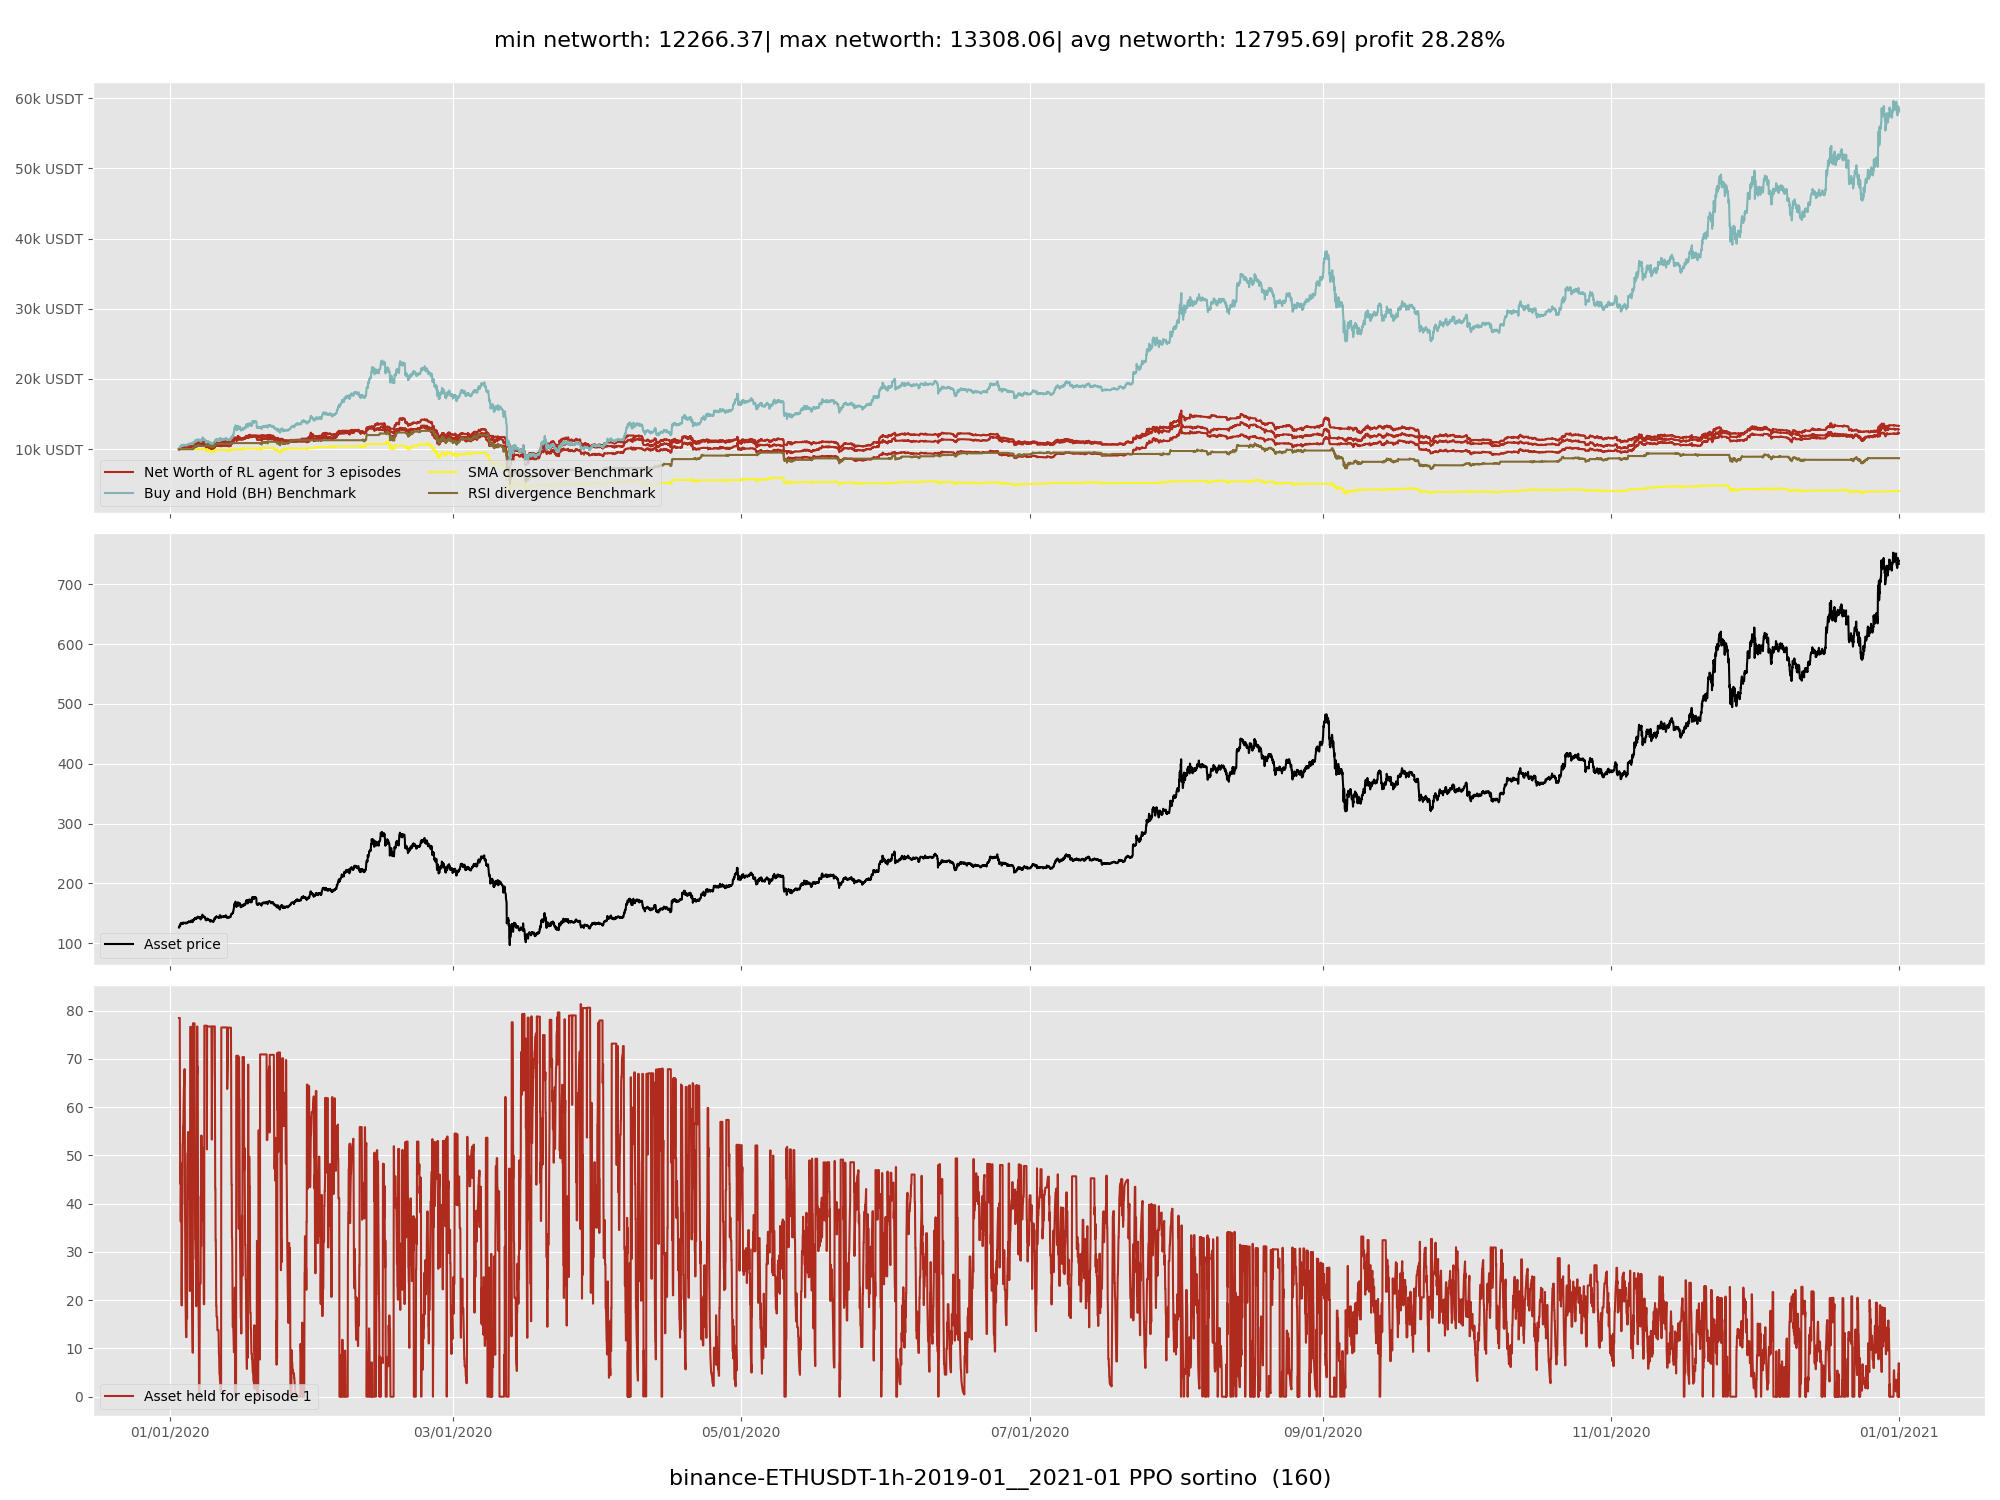 min networth: 12266.37| max networth: 13308.06| avg networth: 12795.69| profit 28.28%
60k USDT
50k USDT
40k USDT
30k USDT
20k USDT
10k USDT
Net Worth of RL agent for 3 episodes
Buy and Hold (BH) Benchmark
SMA crossover Benchmark
RSI divergence Benchmark
700
600
500
400
300
200
100
Asset price
80
70
60
50
40
30
20
10
0
Asset held for episode 1
01/01/2020 03/01/2020 05/01/2020 07/01/2020 09/01/2020 11/01/2020 01/01/2021
binance-ETHUSDT-1h-2019-01__2021-01 PPO sortino (160)